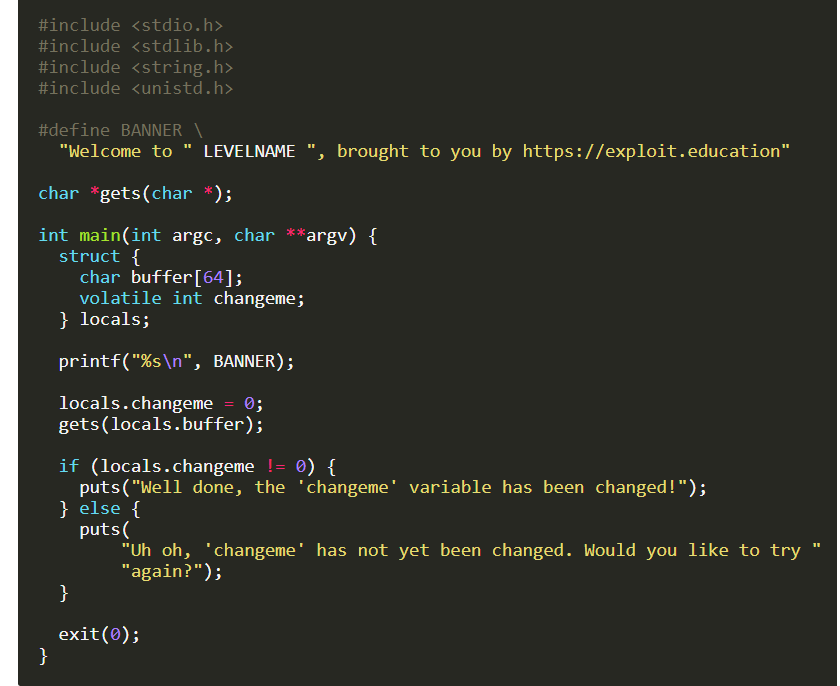 #include <stdio.h>
#include <stdlib.h>
#include <string.h>
#include <unistd.h>
#define BANNER \
"Welcome to " LEVELNAME ", brought to you by https://exploit.education"
char *gets(char *);
int main(int argc, char **argv) {
struct {
char buffer[64];
volatile int changeme;
} locals;
printf("%s\n", BANNER);
locals.changeme = 0;
gets(locals.buffer);
if (locals.changeme != 0) {
puts("Well done, the 'changeme' variable has been changed!");
} else {
puts(
"Uh oh, 'changeme' has not yet been changed. Would you like to try "
"again?");
}
exit(0);
}